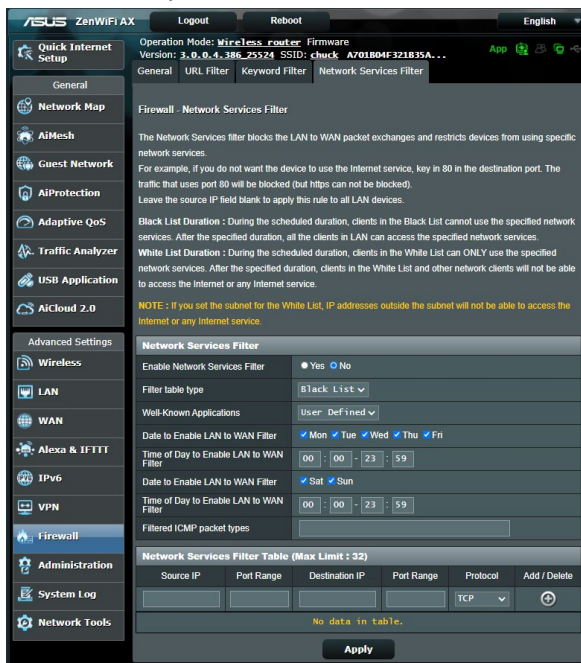 ASUS ZenWiFi AX
Logout
Reboot
English
Quick Internet
Setup
General
Network Map
AiMesh
Guest Network
AiProtection
Adaptive QoS
Traffic Analyzer
USB Application
AiCloud 2.0
Advanced Settings
Wireless
LAN
WAN
Alexa & IFTTT
IPv6
VPN
Firewall
Administration
System Log
Network Tools
Operation Mode: Wireless router Firmware
Version: 3.0.0.4.386_25524 SSID: chuck A701B04F321B35A...
App
General URL Filter Keyword Filter Network Services Filter
Firewall - Network Services Filter
The Network Services filter blocks the LAN to WAN packet exchanges and restricts devices from using specific
network services.
For example, if you do not want the device to use the Internet service, key in 80 in the destination port. The
traffic that uses port 80 will be blocked (but https can not be blocked).
Leave the source IP field blank to apply this rule to all LAN devices.
Black List Duration : During the scheduled duration, clients in the Black List cannot use the specified network
services. After the specified duration, all the clients in LAN can access the specified network services.
White List Duration : During the scheduled duration, clients in the White List can ONLY use the specified
network services. After the specified duration, clients in the White List and other network clients will not be able
to access the Internet or any Internet service.
NOTE : If you set the subnet for the White List, IP addresses outside the subnet will not be able to access the
Internet or any Internet service.
Network Services Filter
Enable Network Services Filter Yes No
Filter table type Black List
Well-Known Applications User Defined
Date to Enable LAN to WAN Filter Mon Tue Wed Thu Fri
Time of Day to Enable LAN to WAN
Filter
00 : 00 - 23 : 59
Date to Enable LAN to WAN Filter Sat Sun
Time of Day to Enable LAN to WAN
Filter
00 : 00 - 23 : 59
Filtered ICMP packet types
Network Services Filter Table (Max Limit : 32)
Source IP Port Range Destination IP Port Range Protocol Add / Delete
TCP
No data in table.
Apply